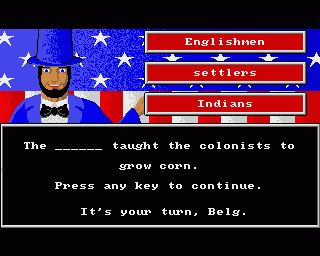 Englishmen
settlers
Indians
The ______ taught the colonists to
grow corn.
Press any key to continue.
It's your turn, Belg.